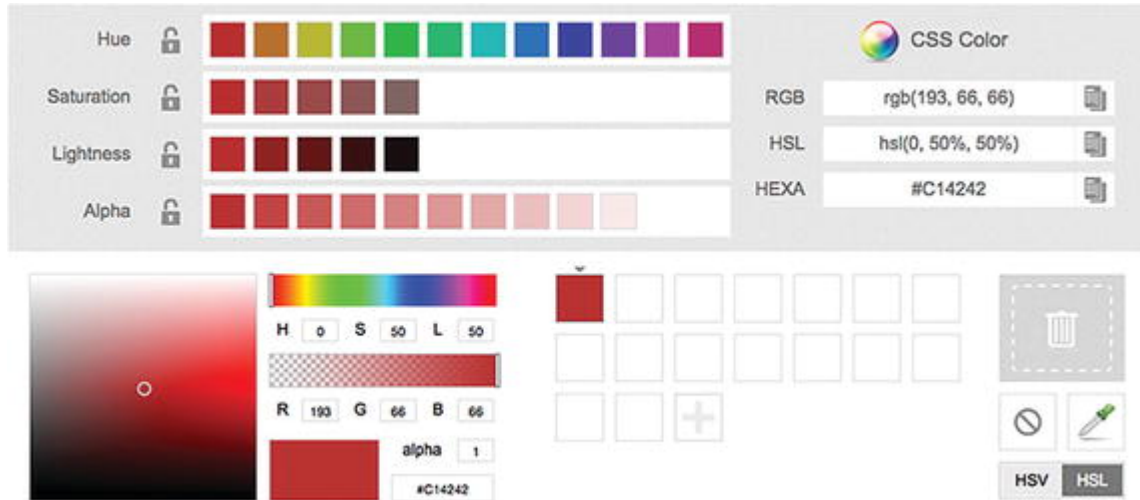 Hue
CSS Color
Saturation
RGB rgb(193, 66, 66)
Lightness
HSL hsl(0, 50%, 50%)
HEXA #C14242
Alpha
H 0 S 50 L 50
R 193 G 66 B 66
alpha 1
#C14242
HSV HSL